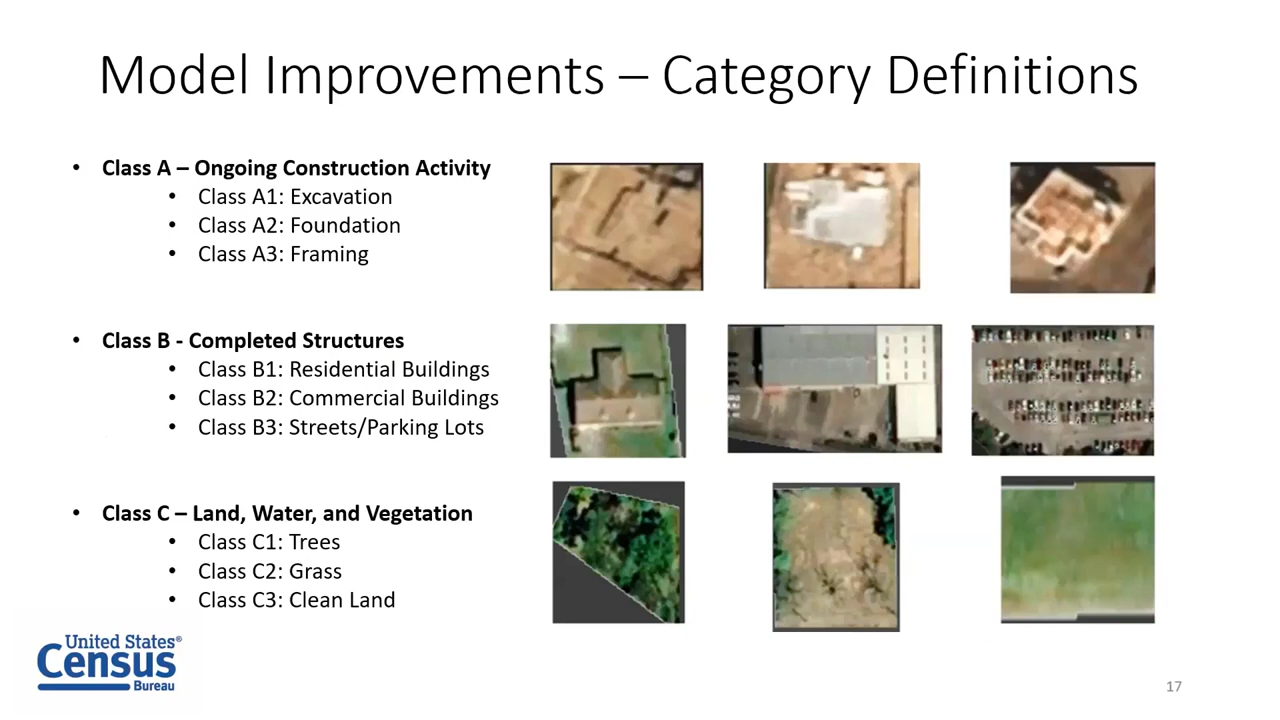 Model Improvements – Category Definitions
• Class A – Ongoing Construction Activity
• Class A1: Excavation
• Class A2: Foundation
• Class A3: Framing
• Class B - Completed Structures
• Class B1: Residential Buildings
• Class B2: Commercial Buildings
• Class B3: Streets/Parking Lots
• Class C – Land, Water, and Vegetation
• Class C1: Trees
• Class C2: Grass
• Class C3: Clean Land
United States®
Census
Bureau
17